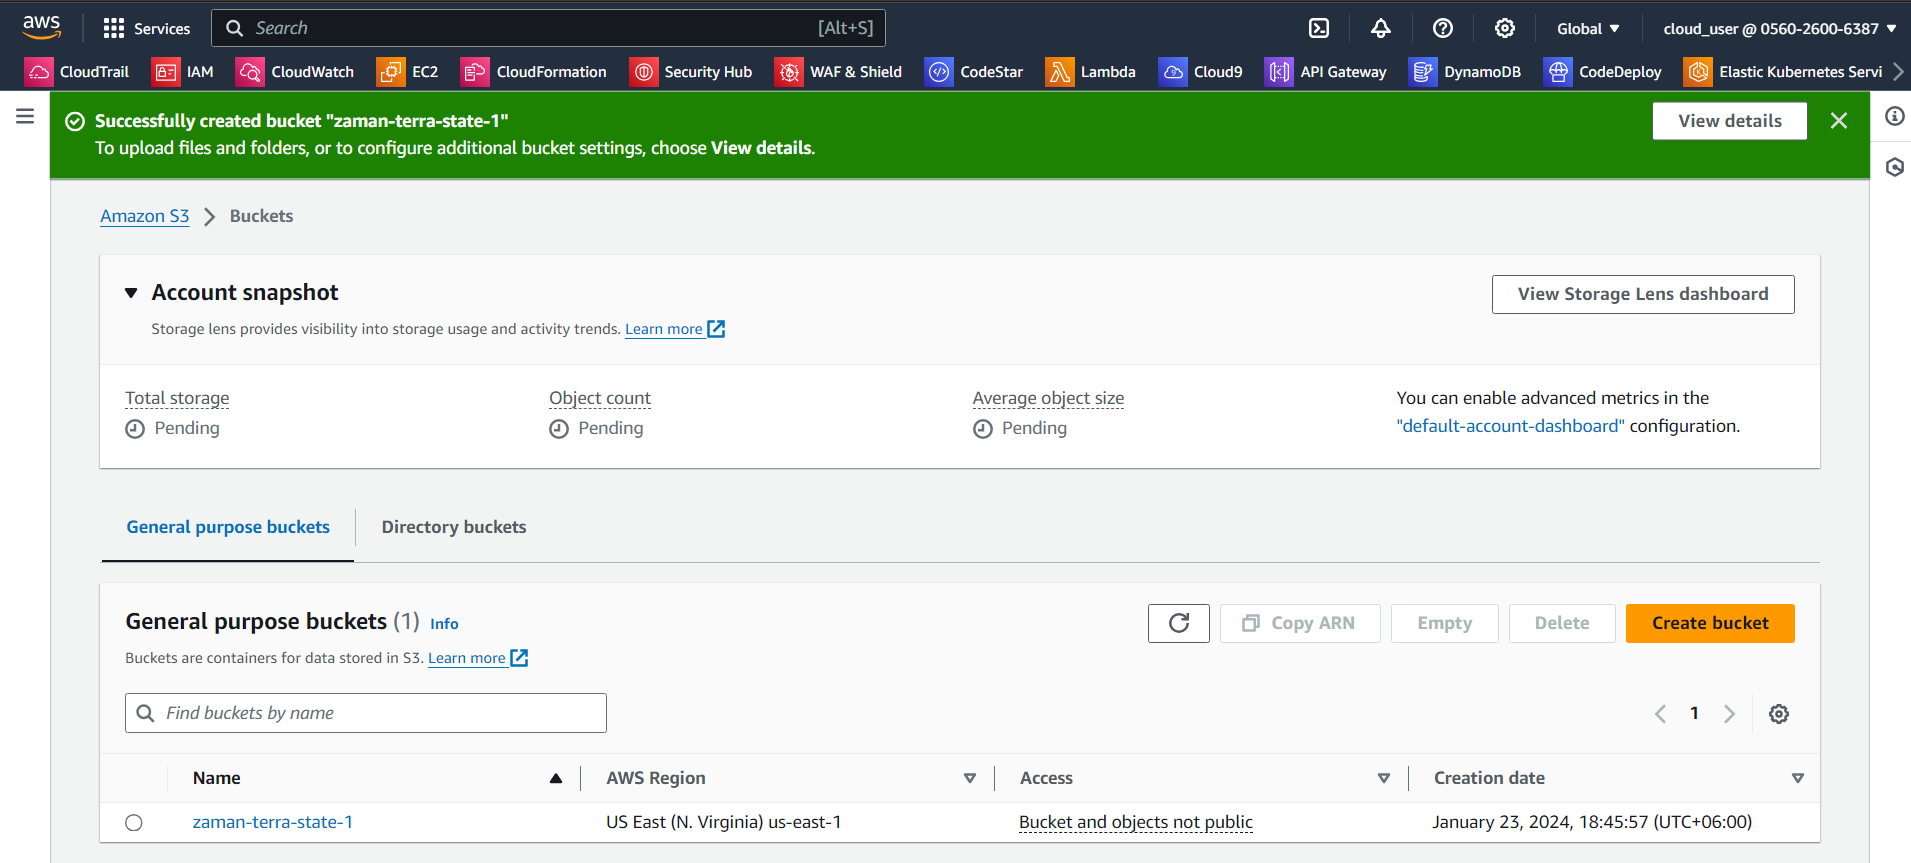 aws Services Search [Alt+S] Global cloud_user @ 0560-2600-6387
CloudTrail IAM CloudWatch EC2 CloudFormation Security Hub WAF & Shield CodeStar Lambda Cloud9 API Gateway DynamoDB CodeDeploy Elastic Kubernetes Servi
Successfully created bucket "zaman-terra-state-1"
To upload files and folders, or to configure additional bucket settings, choose View details.
View details
Amazon S3 Buckets
Account snapshot
View Storage Lens dashboard
Storage lens provides visibility into storage usage and activity trends. Learn more
Total storage Object count Average object size You can enable advanced metrics in the
Pending Pending Pending "default-account-dashboard" configuration.
General purpose buckets Directory buckets
General purpose buckets (1) Info
Copy ARN Empty Delete Create bucket
Buckets are containers for data stored in S3. Learn more
Find buckets by name 1
Name AWS Region Access Creation date
zaman-terra-state-1 US East (N. Virginia) us-east-1 Bucket and objects not public January 23, 2024, 18:45:57 (UTC+06:00)